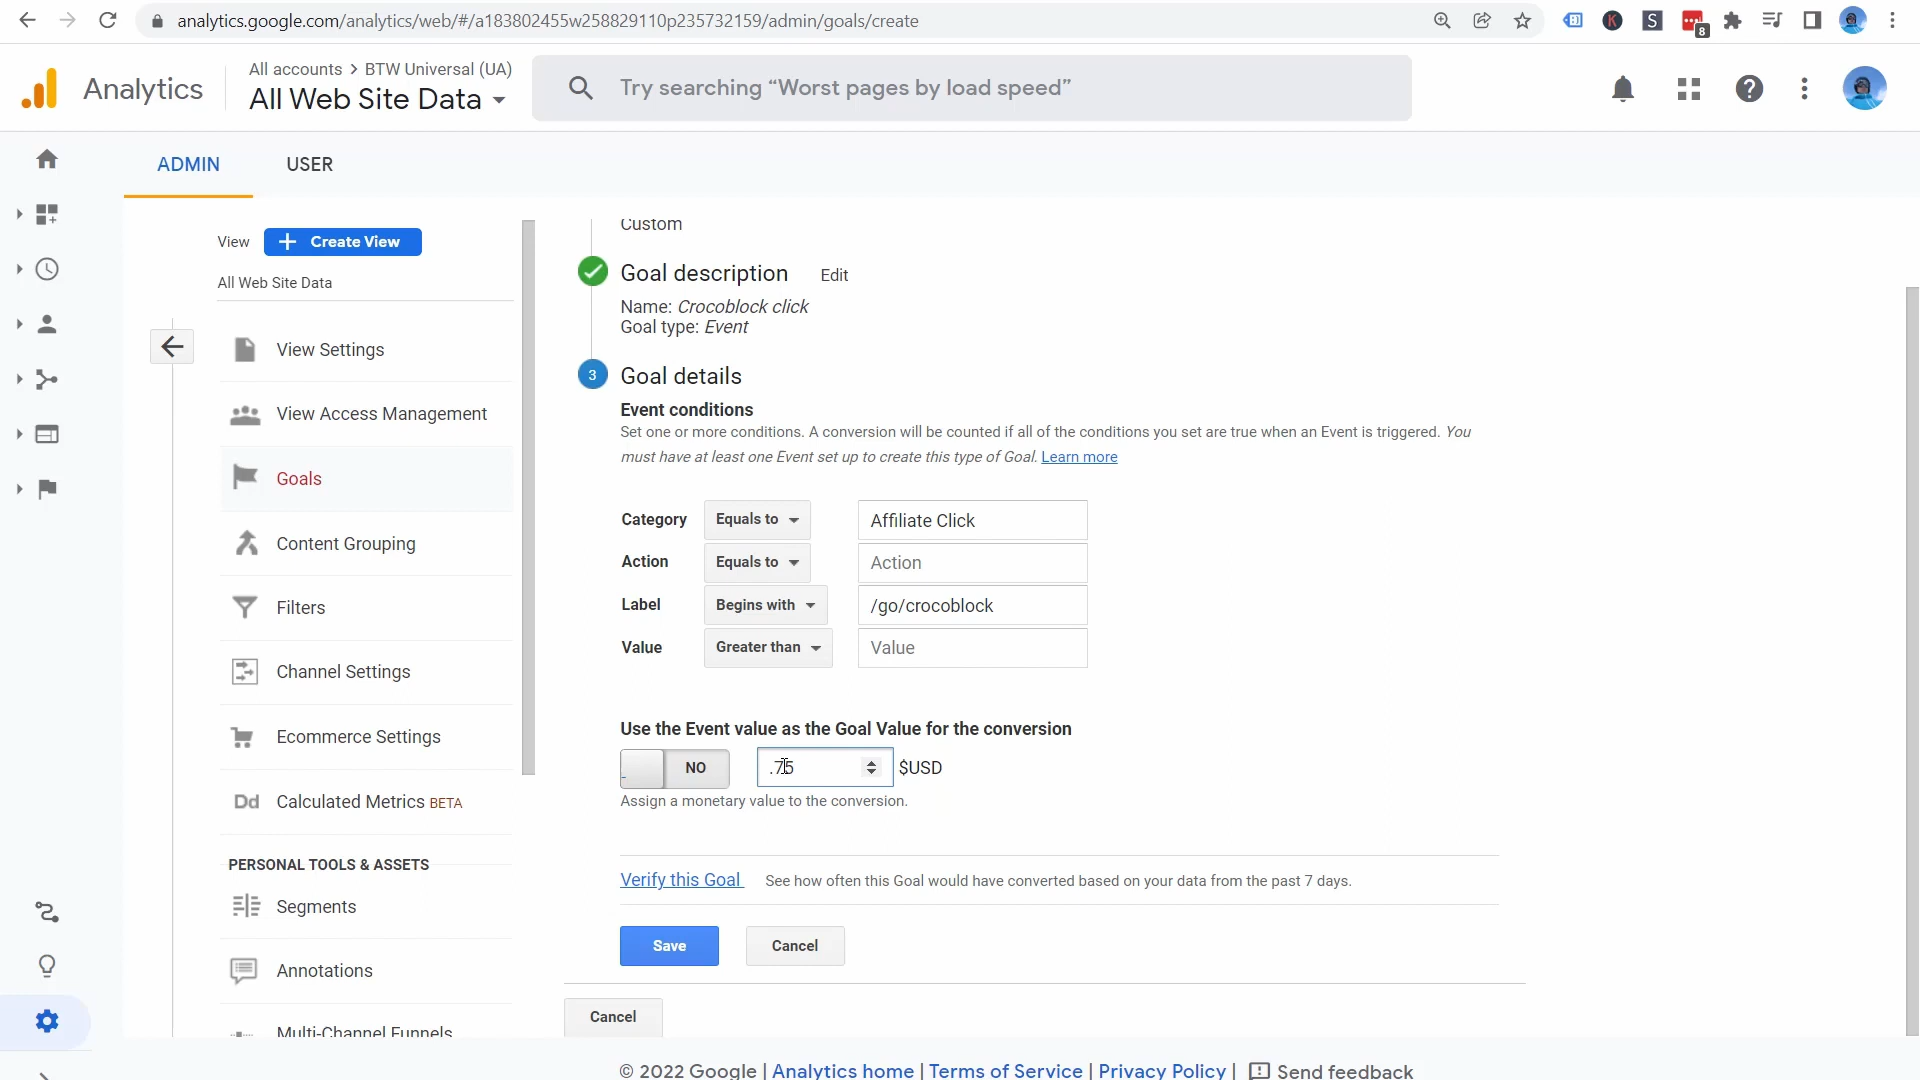 analytics.google.com/analytics/web/#/a183802455w258829110p235732159/admin/goals/create
K
S
8
Analytics
All accounts > BTW Universal (UA)
All Web Site Data
Try searching “Worst pages by load speed”
ADMIN
USER
View
Create View
All Web Site Data
View Settings
View Access Management
Goals
Content Grouping
Filters
Channel Settings
Ecommerce Settings
Dd Calculated Metrics BETA
PERSONAL TOOLS & ASSETS
Segments
Annotations
Multi-Channel Funnels
Custom
Goal description Edit
Name: Crocoblock click
Goal type: Event
3 Goal details
Event conditions
Set one or more conditions. A conversion will be counted if all of the conditions you set are true when an Event is triggered. You
must have at least one Event set up to create this type of Goal. Learn more
Category Equals to Affiliate Click
Action Equals to Action
Label Begins with /go/crocoblock
Value Greater than Value
Use the Event value as the Goal Value for the conversion
NO .75 $USD
Assign a monetary value to the conversion.
Verify this Goal See how often this Goal would have converted based on your data from the past 7 days.
Save Cancel
Cancel
© 2022 Google | Analytics home | Terms of Service | Privacy Policy | Send feedback